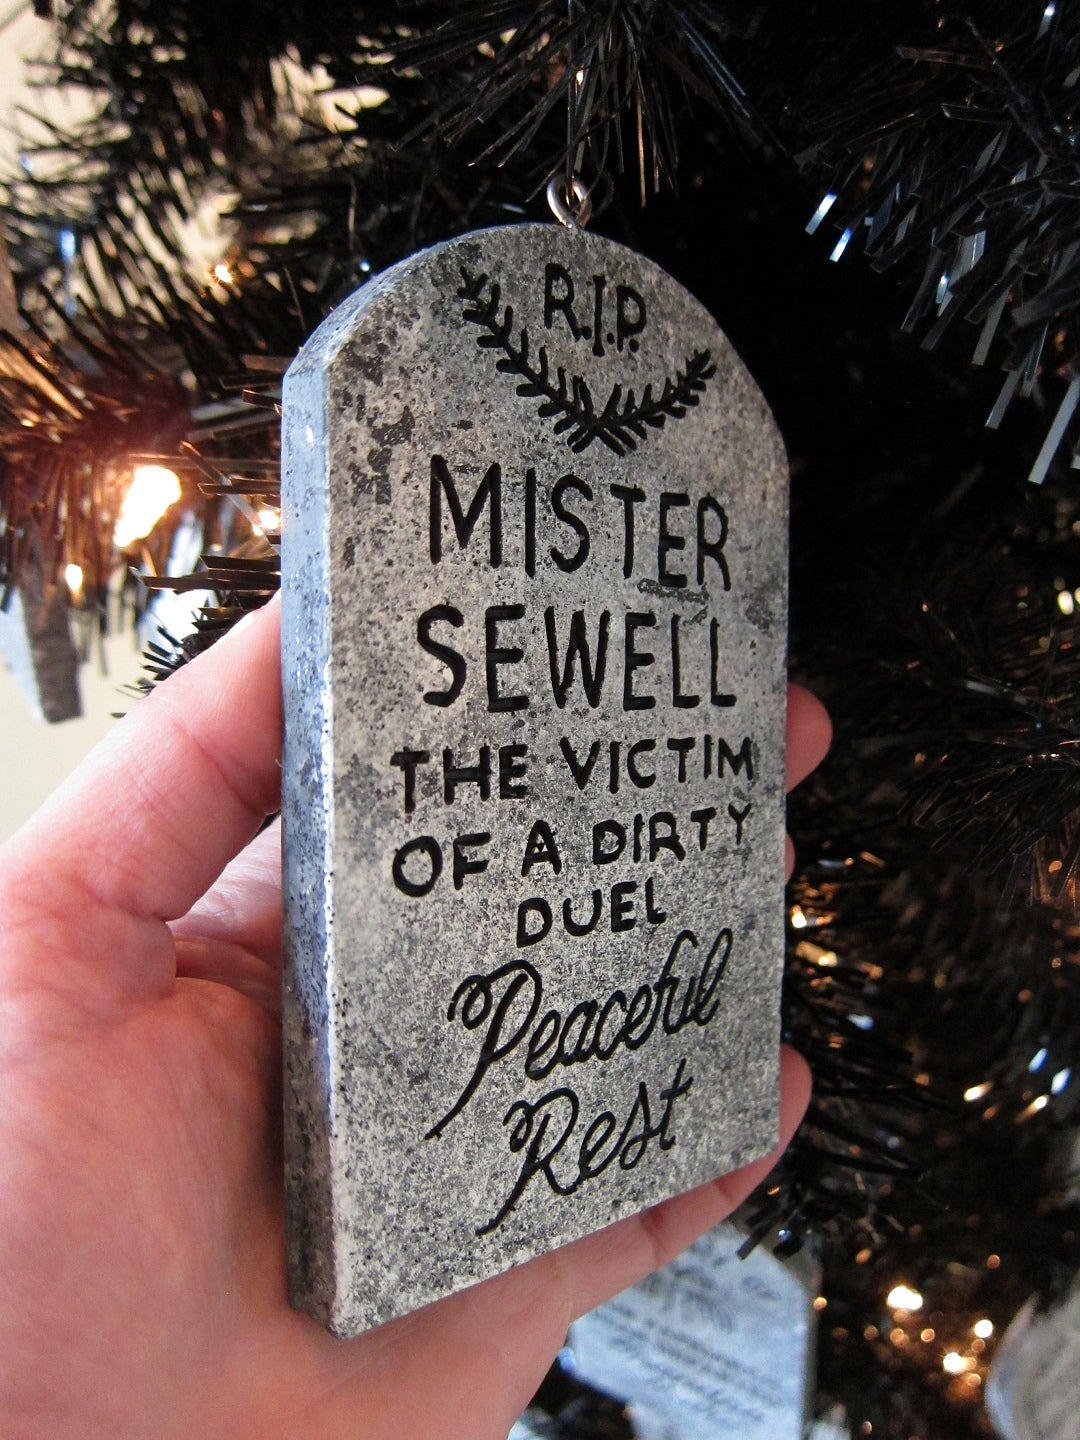 R.I.P.
MISTER
SEWELL
THE VICTIM
OF A DIRTY
DUEL
Peaceful
Rest